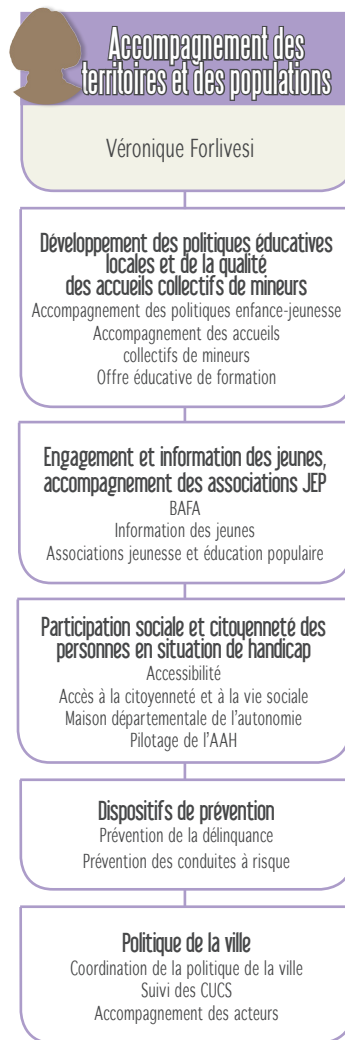 Accompagnement des
territoires et des populations
Véronique Forlivesi
Développement des politiques éducatives
locales et de la qualité
des accueils collectifs de mineurs
Accompagnement des politiques enfance-jeunesse
Accompagnement des accueils
collectifs de mineurs
Offre éducative de formation
Engagement et information des jeunes,
accompagnement des associations JEP
BAFA
Information des jeunes
Associations jeunesse et éducation populaire
Participation sociale et citoyenneté des
personnes en situation de handicap
Accessibilité
Accès à la citoyenneté et à la vie sociale
Maison départementale de l'autonomie
Pilotage de l'AAH
Dispositifs de prévention
Prévention de la délinquance
Prévention des conduites à risque
Politique de la ville
Coordination de la politique de la ville
Suivi des CUCS
Accompagnement des acteurs